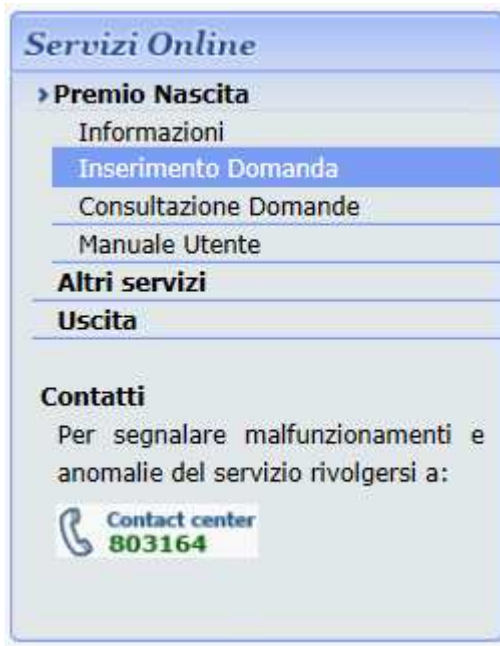 Servizi Online
Premio Nascita
Informazioni
Inserimento Domanda
Consultazione Domande
Manuale Utente
Altri servizi
Uscita
Contatti
Per segnalare malfunzionamenti e
anomalie del servizio rivolgersi a:
Contact center
803164